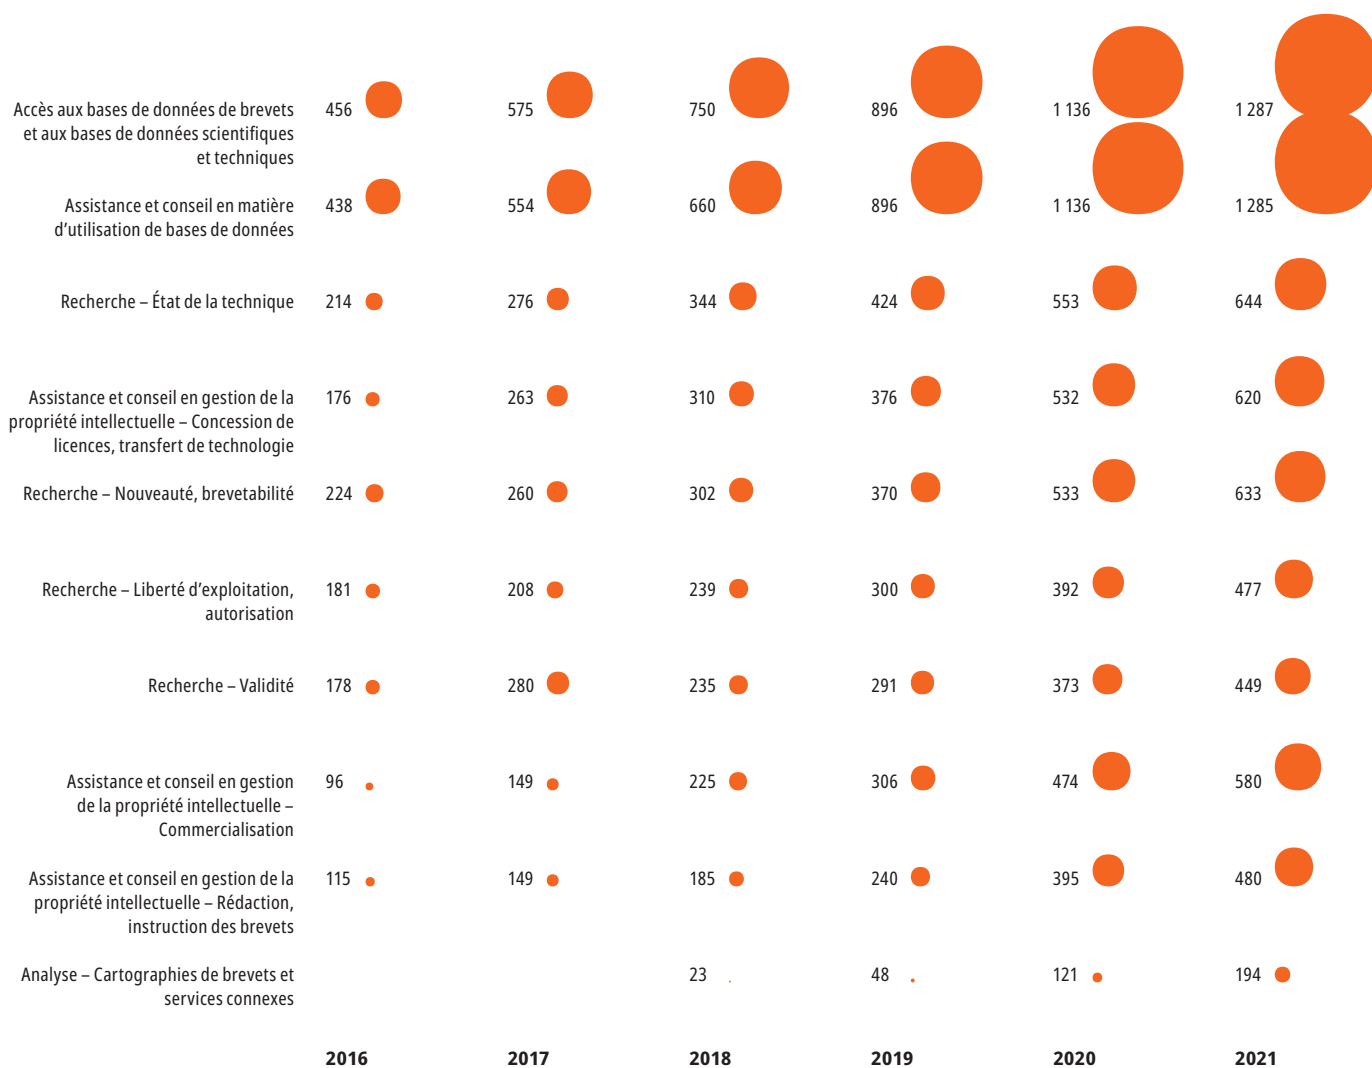 Accès aux bases de données de brevets
et aux bases de données scientifiques
et techniques
456 575 750 896 1 136 1 287
Assistance et conseil en matière
d'utilisation de bases de données
438 554 660 896 1 136 1 285
Recherche – État de la technique
214 276 344 424 553 644
Assistance et conseil en gestion de la
propriété intellectuelle – Concession de
licences, transfert de technologie
176 263 310 376 532 620
Recherche – Nouveauté, brevetabilité
224 260 302 370 533 633
Recherche – Liberté d'exploitation,
autorisation
181 208 239 300 392 477
Recherche – Validité
178 280 235 291 373 449
Assistance et conseil en gestion
de la propriété intellectuelle –
Commercialisation
96 149 225 306 474 580
Assistance et conseil en gestion de la
propriété intellectuelle – Rédaction,
instruction des brevets
115 149 185 240 395 480
Analyse – Cartographies de brevets et
services connexes
23 48 121 194
2016 2017 2018 2019 2020 2021